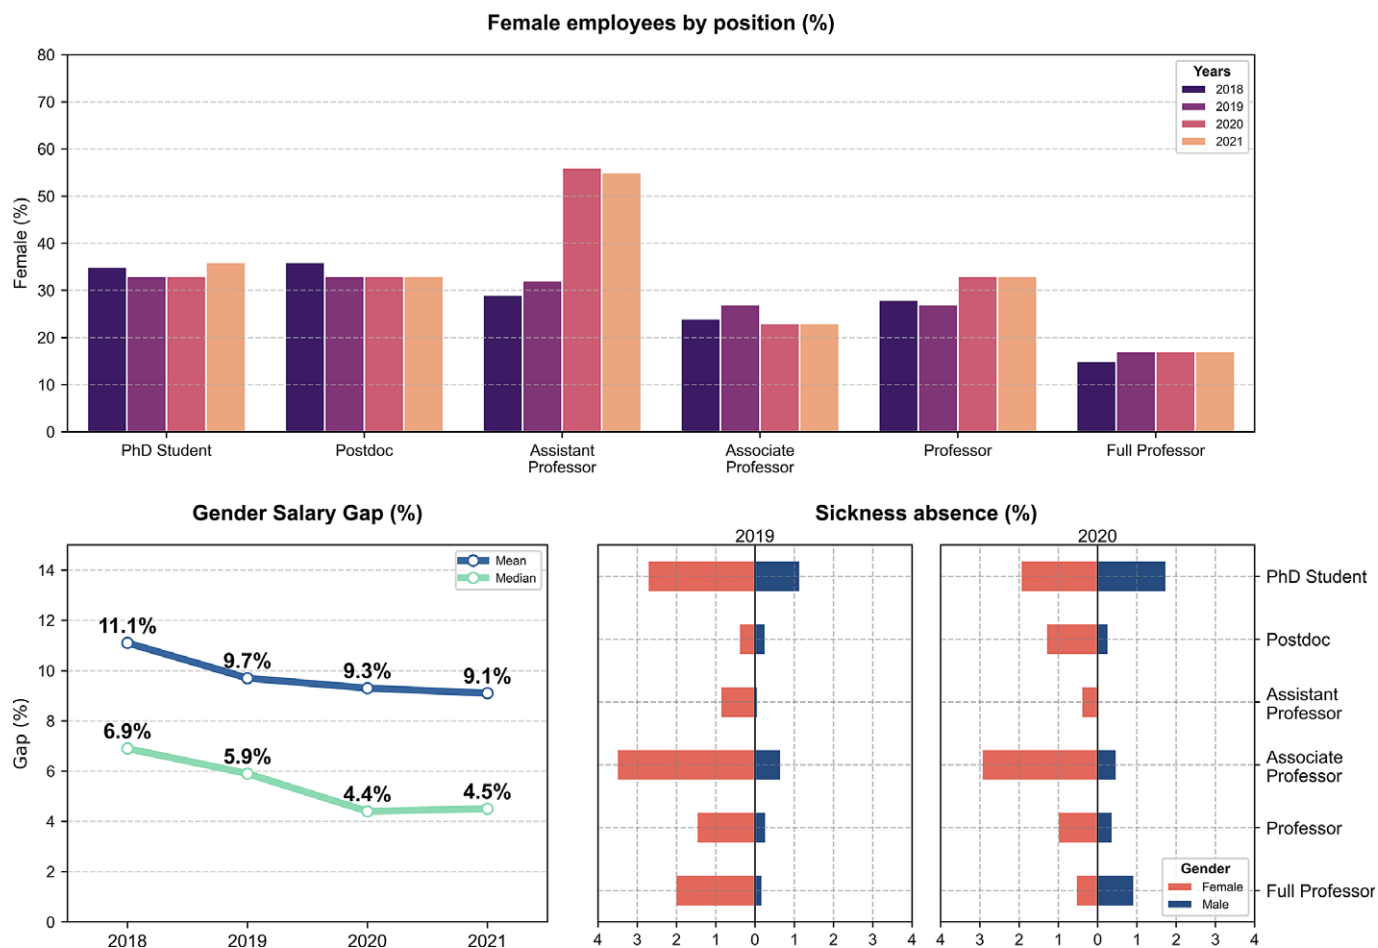 Female employees by position (%)
80
70
60
50
40
30
20
10
0
Female (%)
Years
2018
2019
2020
2021
PhD Student
Postdoc
Assistant
Professor
Associate
Professor
Professor
Full Professor
Gender Salary Gap (%)
14
12
10
8
6
4
2
0
Gap (%)
Mean
Median
11.1%
9.7%
9.3%
9.1%
6.9%
5.9%
4.4%
4.5%
2018
2019
2020
2021
Sickness absence (%)
2019
2020
PhD Student
Postdoc
Assistant
Professor
Associate
Professor
Professor
Full Professor
Gender
Female
Male
4 3 2 1 0 1 2 3 4
4 3 2 1 0 1 2 3 4